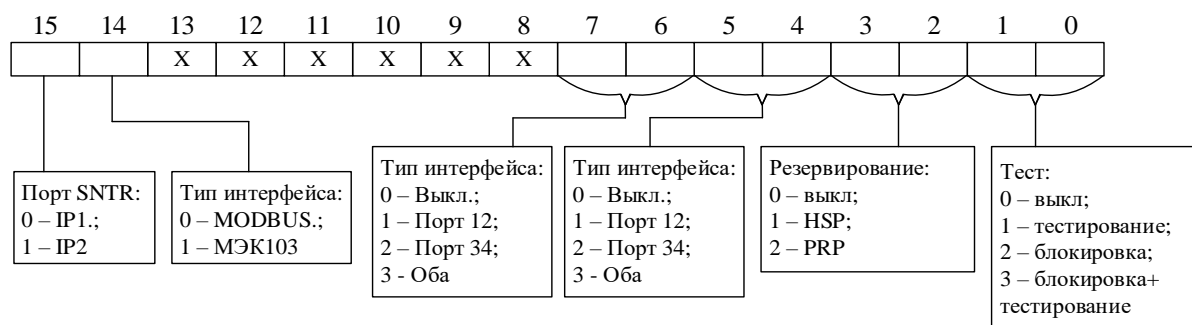 15 14 13 12 11 10 9 8 7 6 5 4 3 2 1 0
X X X X X X
Порт SNTR:
0 – IP1.;
1 – IP2
Тип интерфейса:
0 – MODBUS.;
1 – МЭК103
Тип интерфейса:
0 – Выкл.;
1 – Порт 12;
2 – Порт 34;
3 - Оба
Тип интерфейса:
0 – Выкл.;
1 – Порт 12;
2 – Порт 34;
3 - Оба
Резервирование:
0 – выкл;
1 – HSP;
2 – PRP
Тест:
0 – выкл;
1 – тестирование;
2 – блокировка;
3 – блокировка+
тестирование